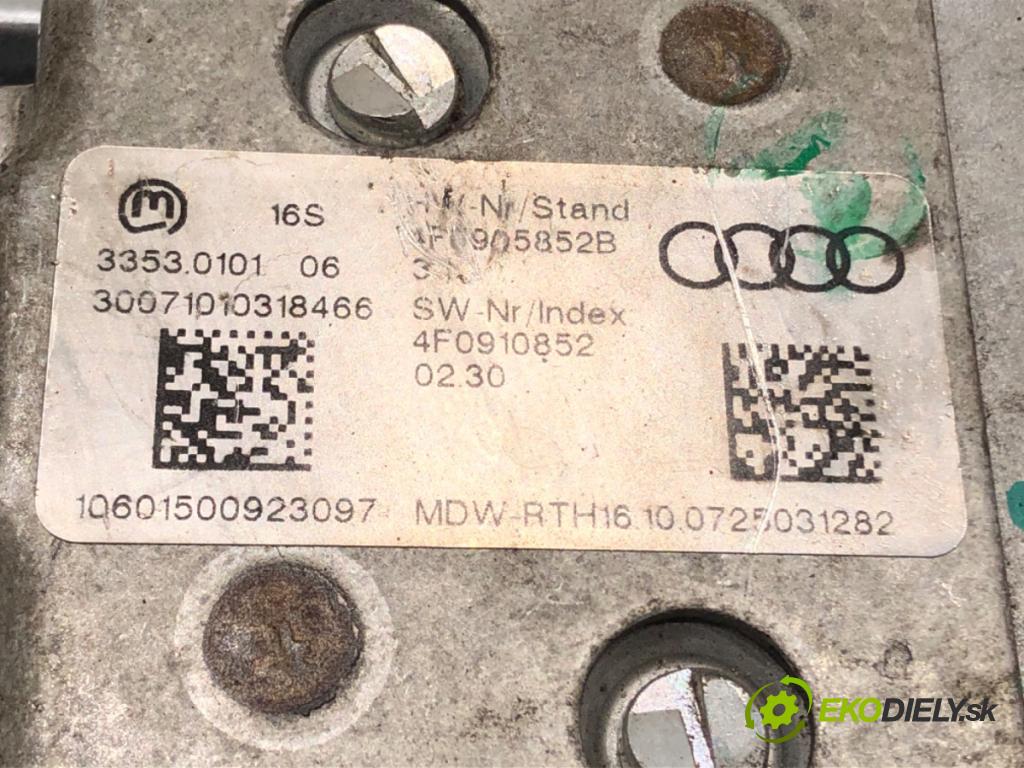 m 16S
3353.0101 06
30071010318466
-Nr/Stand
4F0905852B
SW-Nr/Index
4F0910852
02.30
10601500923097
MDW-RTH16.10.0725031282
EKODIELY.sk